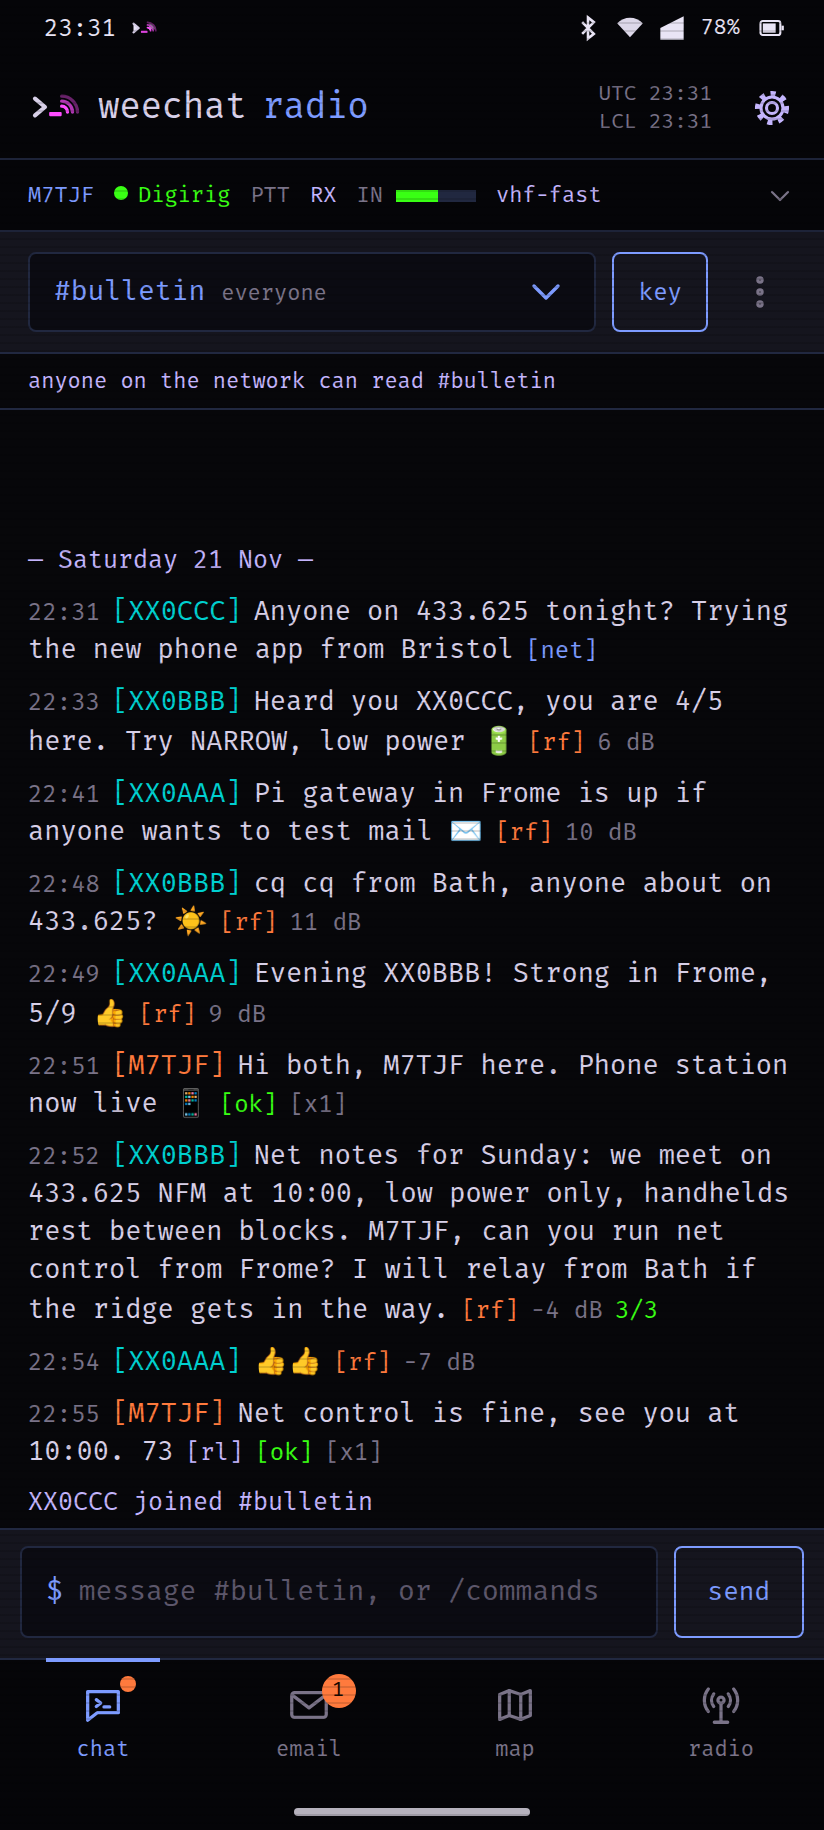 23:31
78%
weechat radio
UTC 23:31
LCL 23:31
M7TJF Digirig PTT RX IN vhf-fast
#bulletin everyone
key
anyone on the network can read #bulletin
— Saturday 21 Nov —
22:31 [XX0CCC] Anyone on 433.625 tonight? Trying
the new phone app from Bristol [net]
22:33 [XX0BBB] Heard you XX0CCC, you are 4/5
here. Try NARROW, low power 🔋 [rf] 6 dB
22:41 [XX0AAA] Pi gateway in Frome is up if
anyone wants to test mail ✉️ [rf] 10 dB
22:48 [XX0BBB] cq cq from Bath, anyone about on
433.625? ☀️ [rf] 11 dB
22:49 [XX0AAA] Evening XX0BBB! Strong in Frome,
5/9 👍 [rf] 9 dB
22:51 [M7TJF] Hi both, M7TJF here. Phone station
now live 📱 [ok] [x1]
22:52 [XX0BBB] Net notes for Sunday: we meet on
433.625 NFM at 10:00, low power only, handhelds
rest between blocks. M7TJF, can you run net
control from Frome? I will relay from Bath if
the ridge gets in the way. [rf] -4 dB 3/3
22:54 [XX0AAA] 👍👍 [rf] -7 dB
22:55 [M7TJF] Net control is fine, see you at
10:00. 73 [rl] [ok] [x1]
XX0CCC joined #bulletin
$ message #bulletin, or /commands
send
1
chat
email
map
radio